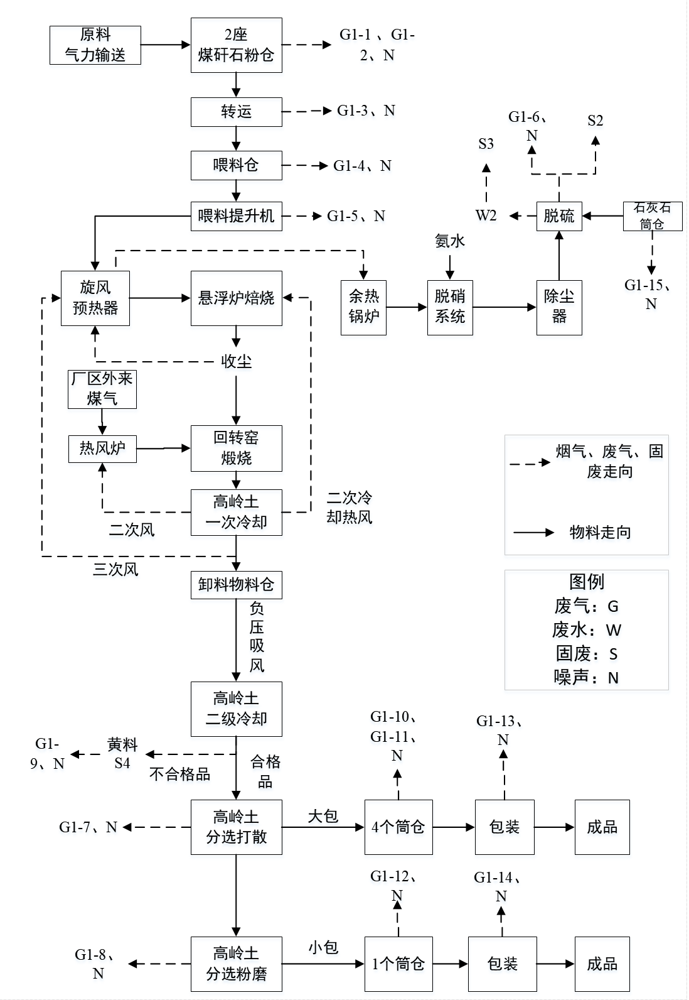 原料
气力输送
2座
煤矸石粉仓
G1-1 、G1-
2、N
转运
G1-3、N
喂料仓
G1-4、N
喂料提升机
G1-5、N
G1-6、
N
S2
S3
W2
脱硫
石灰石
筒仓
G1-15、
N
氨水
旋风
预热器
悬浮炉焙烧
余热
锅炉
脱硝
系统
除尘
器
收尘
厂区外来
煤气
热风炉
回转窑
煅烧
高岭土
一次冷却
二次风
二次冷
却热风
三次风
卸料物料仓
负
压
吸
风
烟气、废气、固
废走向
物料走向
图例
废气：G
废水：W
固废：S
噪声：N
高岭土
二级冷却
G1-
9、N
黄料
S4
不合格品
合格
品
G1-10、
G1-11、
N
G1-13、
N
G1-7、N
高岭土
分选打散
大包
4个筒仓
包装
成品
G1-12、
N
G1-14、
N
G1-8、
N
高岭土
分选粉磨
小包
1个筒仓
包装
成品